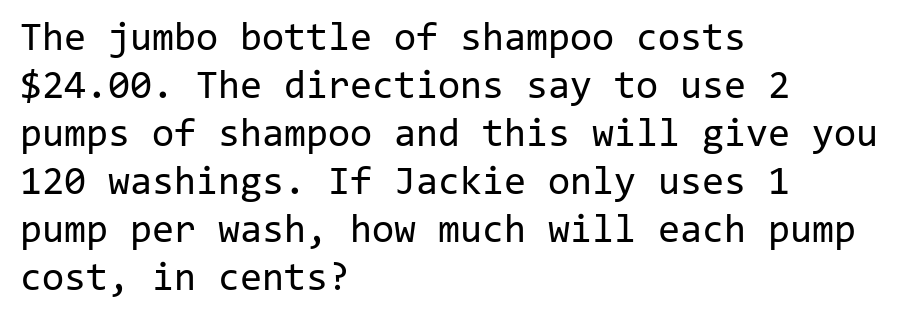 The jumbo bottle of shampoo costs
$24.00. The directions say to use 2
pumps of shampoo and this will give you
120 washings. If Jackie only uses 1
pump per wash, how much will each pump
cost, in cents?